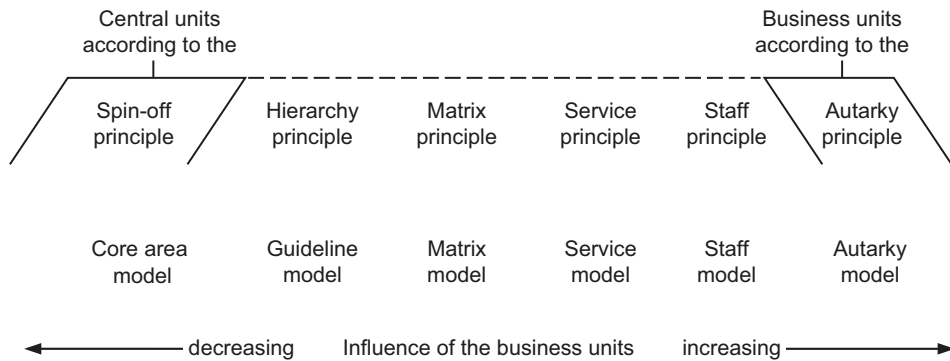 Central units
according to the
Business units
according to the
Spin-off
principle
Hierarchy
principle
Matrix
principle
Service
principle
Staff
principle
Autarky
principle
Core area
model
Guideline
model
Matrix
model
Service
model
Staff
model
Autarky
model
decreasing Influence of the business units increasing